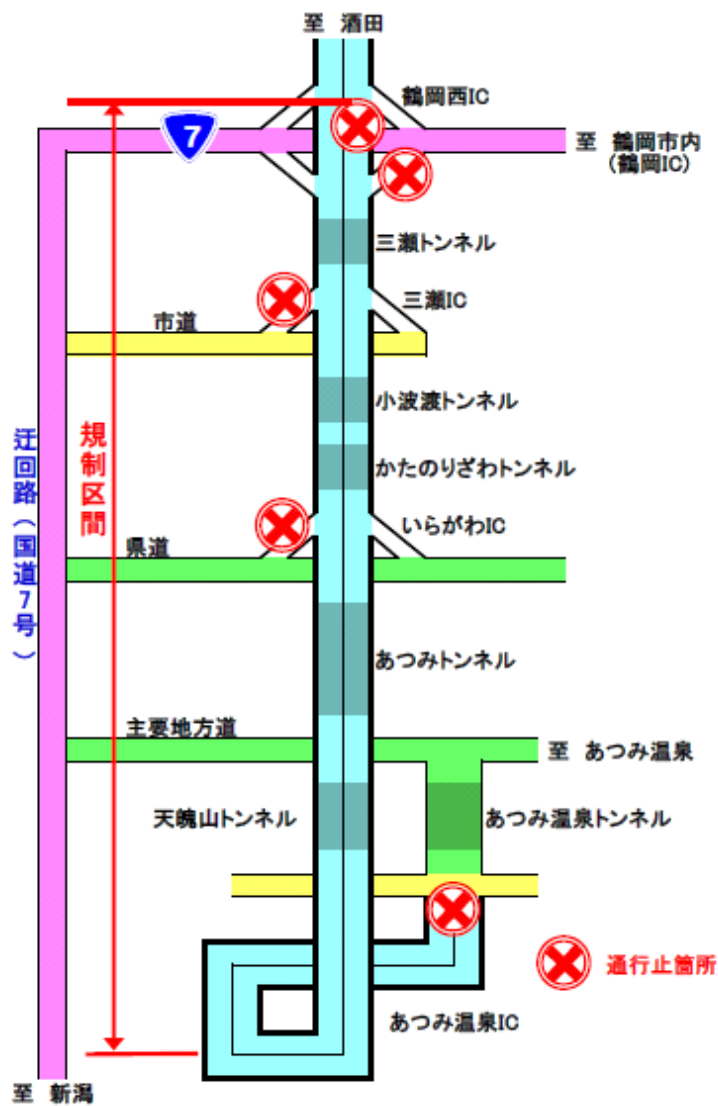 至 酒田
鶴岡西IC
7
至 鶴岡市内
(鶴岡IC)
三瀬トンネル
三瀬IC
市道
小波渡トンネル
規制区間
迂回路(国道7号)
かたのりざわトンネル
いらがわIC
県道
あつみトンネル
主要地方道
至 あつみ温泉
天魄山トンネル
あつみ温泉トンネル
通行止箇所
あつみ温泉IC
至 新潟